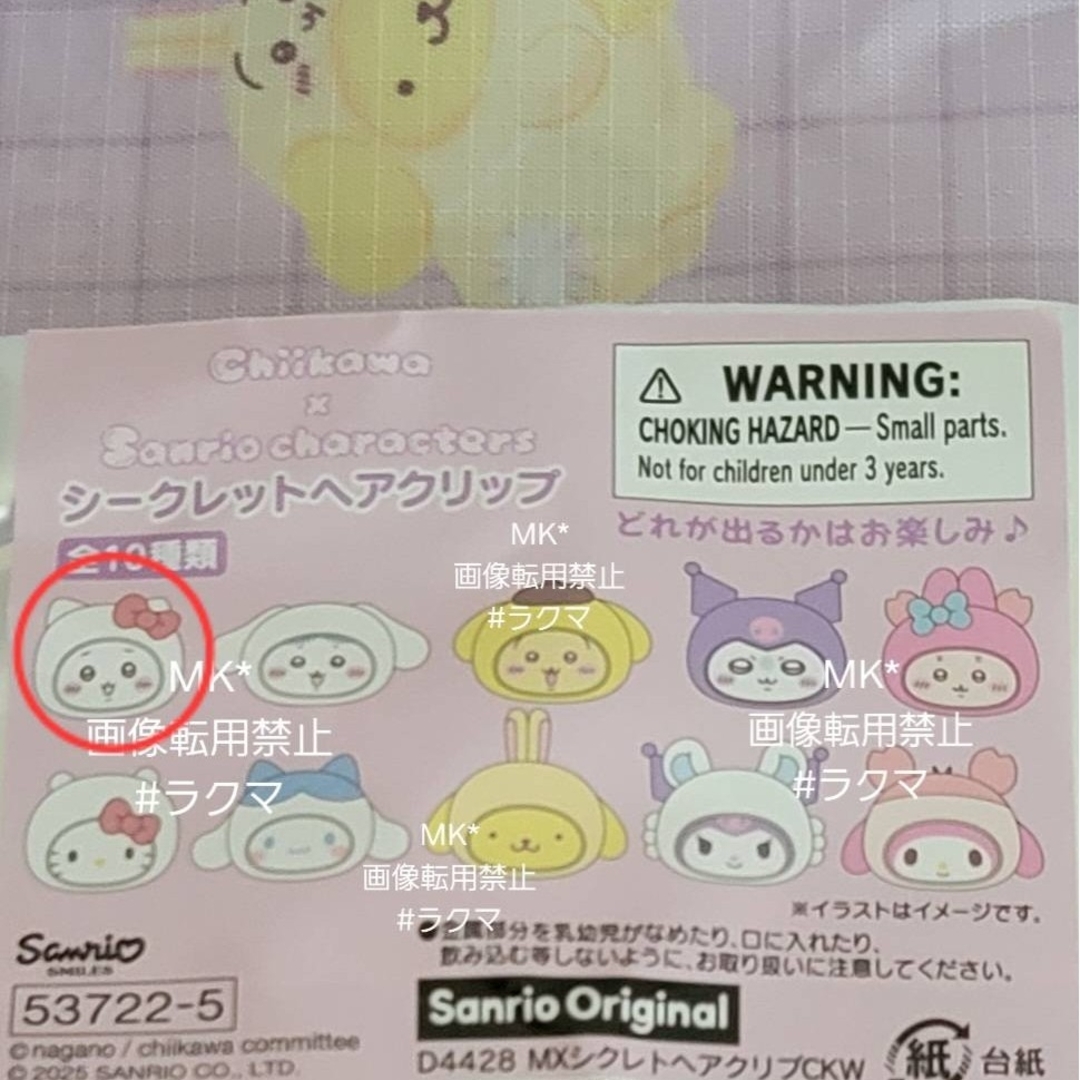 Chiikawa
×
Sanrio characters
シークレットヘアクリップ
全10種類
WARNING:
CHOKING HAZARD — Small parts.
Not for children under 3 years.
どれが出るかはお楽しみ♪
MK*
画像転用禁止
#ラクマ
MK*
画像転用禁止
#ラクマ
MK*
画像転用禁止
#ラクマ
MK*
画像転用禁止
#ラクマ
※イラストはイメージです。
●金属部分を乳幼児がなめたり、口に入れたり、
飲み込む等しないように、お取り扱いに注意してください。
Sanrio
SMILES
53722-5
Sanrio Original
©nagano / chiikawa committee
© 2025 SANRIO CO., LTD.
D4428 MXシクレトヘアクリプCKW
紙 台紙